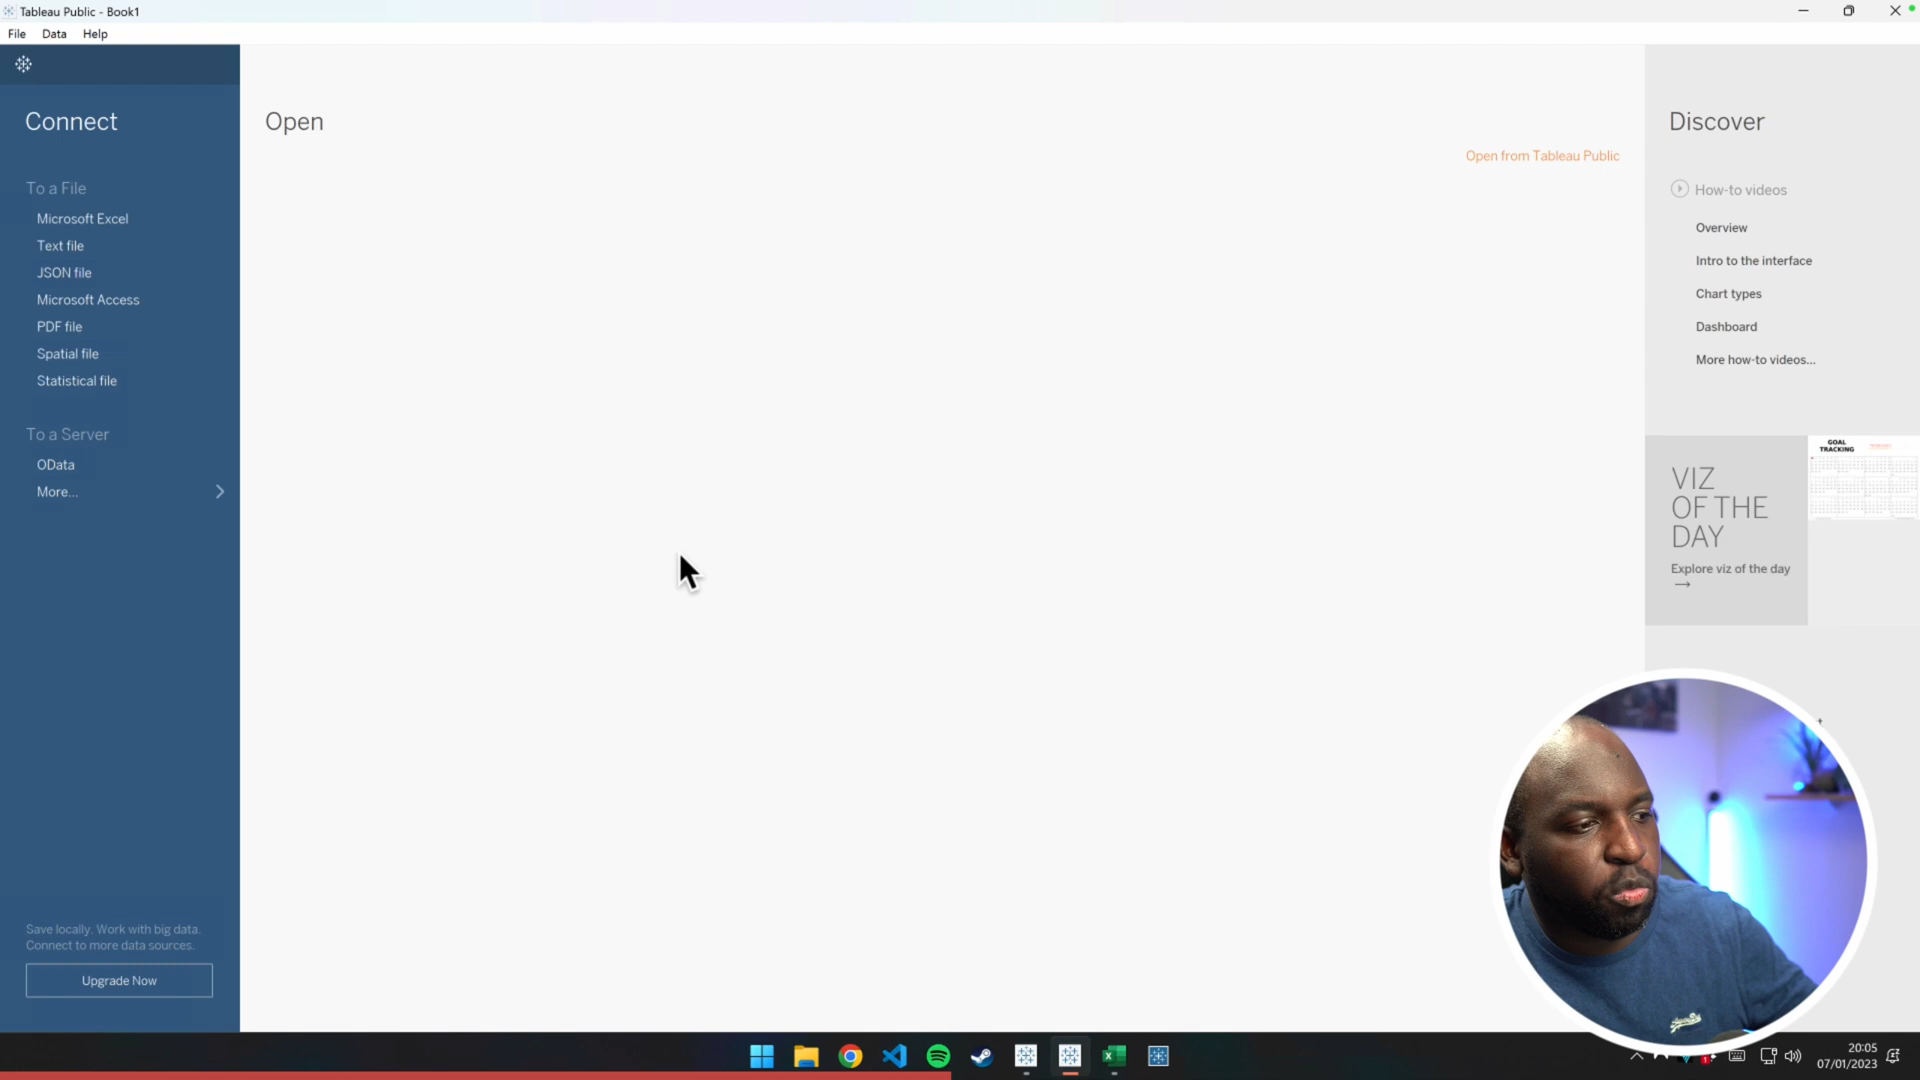 Tableau Public - Book1
File Data Help
Connect
Open
Discover
Open from Tableau Public
To a File
Microsoft Excel
Text file
JSON file
Microsoft Access
PDF file
Spatial file
Statistical file
To a Server
OData
More...
How-to videos
Overview
Intro to the interface
Chart types
Dashboard
More how-to videos...
VIZ
OF THE
DAY
Explore viz of the day
GOAL
TRACKING
Save locally. Work with big data.
Connect to more data sources.
Upgrade Now
20:05
07/01/2023